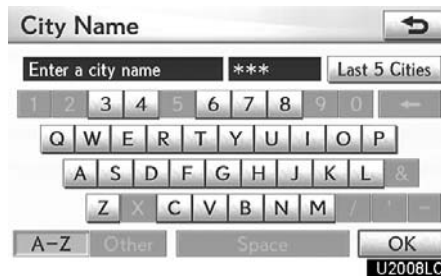 City Name
Enter a city name *** Last 5 Cities
1 2 3 4 5 6 7 8 9 0
Q W E R T Y U I O P
A S D F G H J K L &
Z X C V B N M / ' -
A-Z Other Space OK
U2008LC